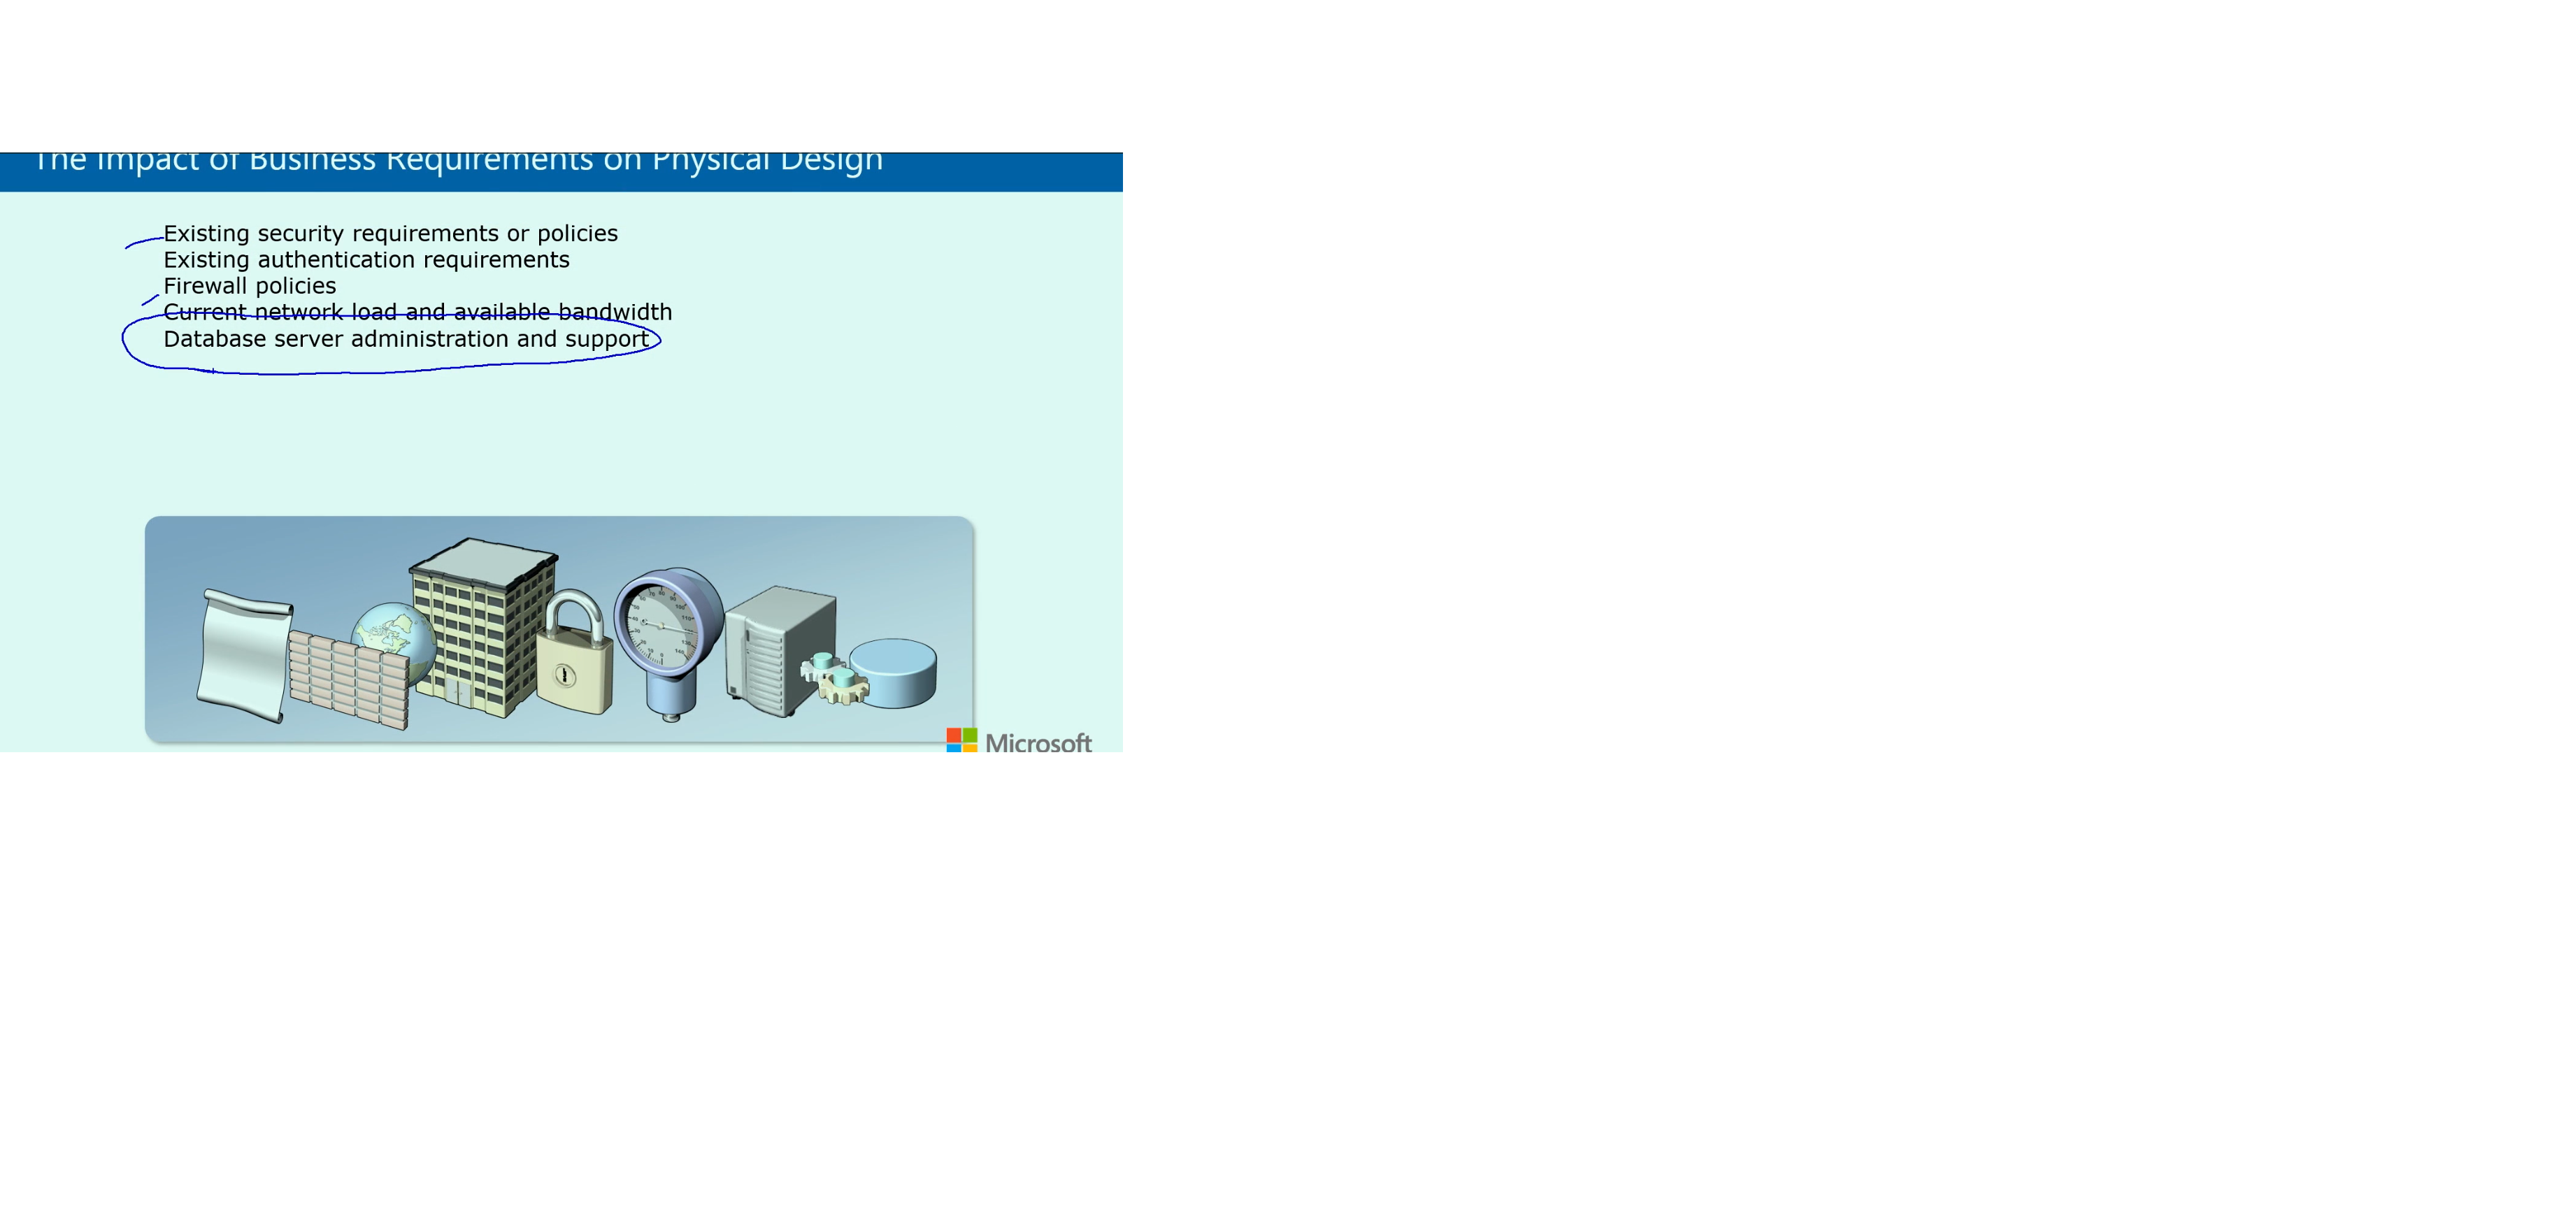 The Impact of Business Requirements on Physical Design
Existing security requirements or policies
Existing authentication requirements
Firewall policies
Current network load and available bandwidth
Database server administration and support
Microsoft